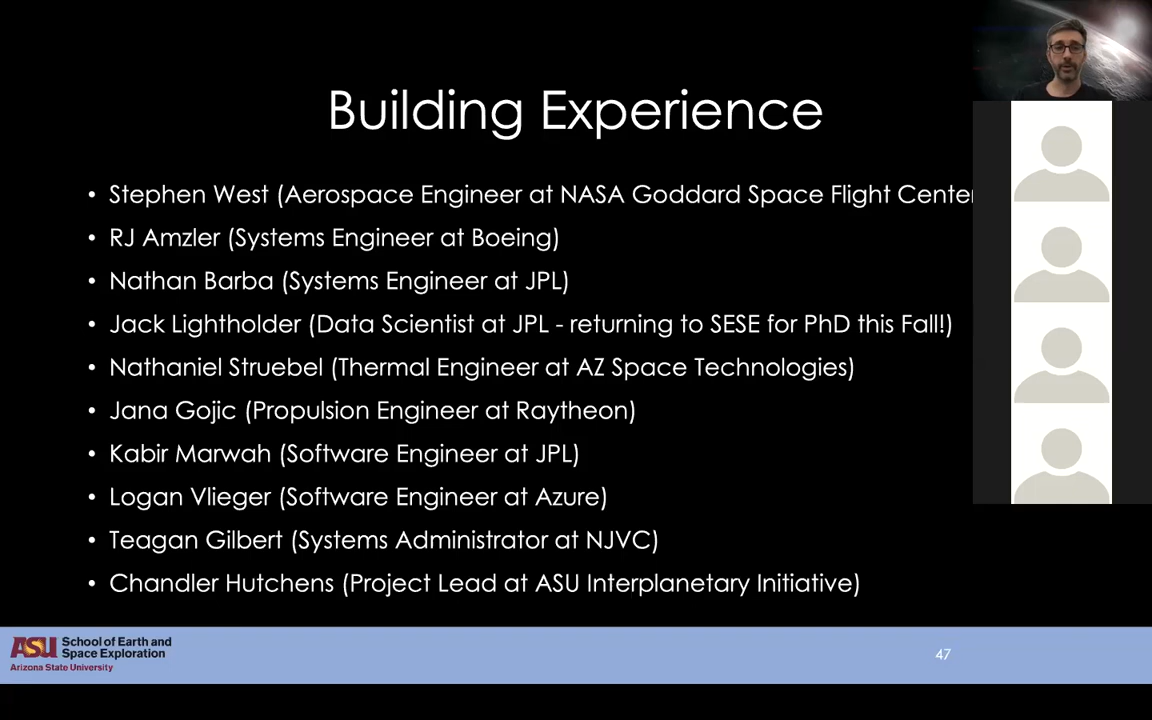 Building Experience
• Stephen West (Aerospace Engineer at NASA Goddard Space Flight Center
• RJ Amzler (Systems Engineer at Boeing)
• Nathan Barba (Systems Engineer at JPL)
• Jack Lightholder (Data Scientist at JPL - returning to SESE for PhD this Fall!)
• Nathaniel Struebel (Thermal Engineer at AZ Space Technologies)
• Jana Gojic (Propulsion Engineer at Raytheon)
• Kabir Marwah (Software Engineer at JPL)
• Logan Vlieger (Software Engineer at Azure)
• Teagan Gilbert (Systems Administrator at NJVC)
• Chandler Hutchens (Project Lead at ASU Interplanetary Initiative)
ASU School of Earth and
Space Exploration
Arizona State University
47